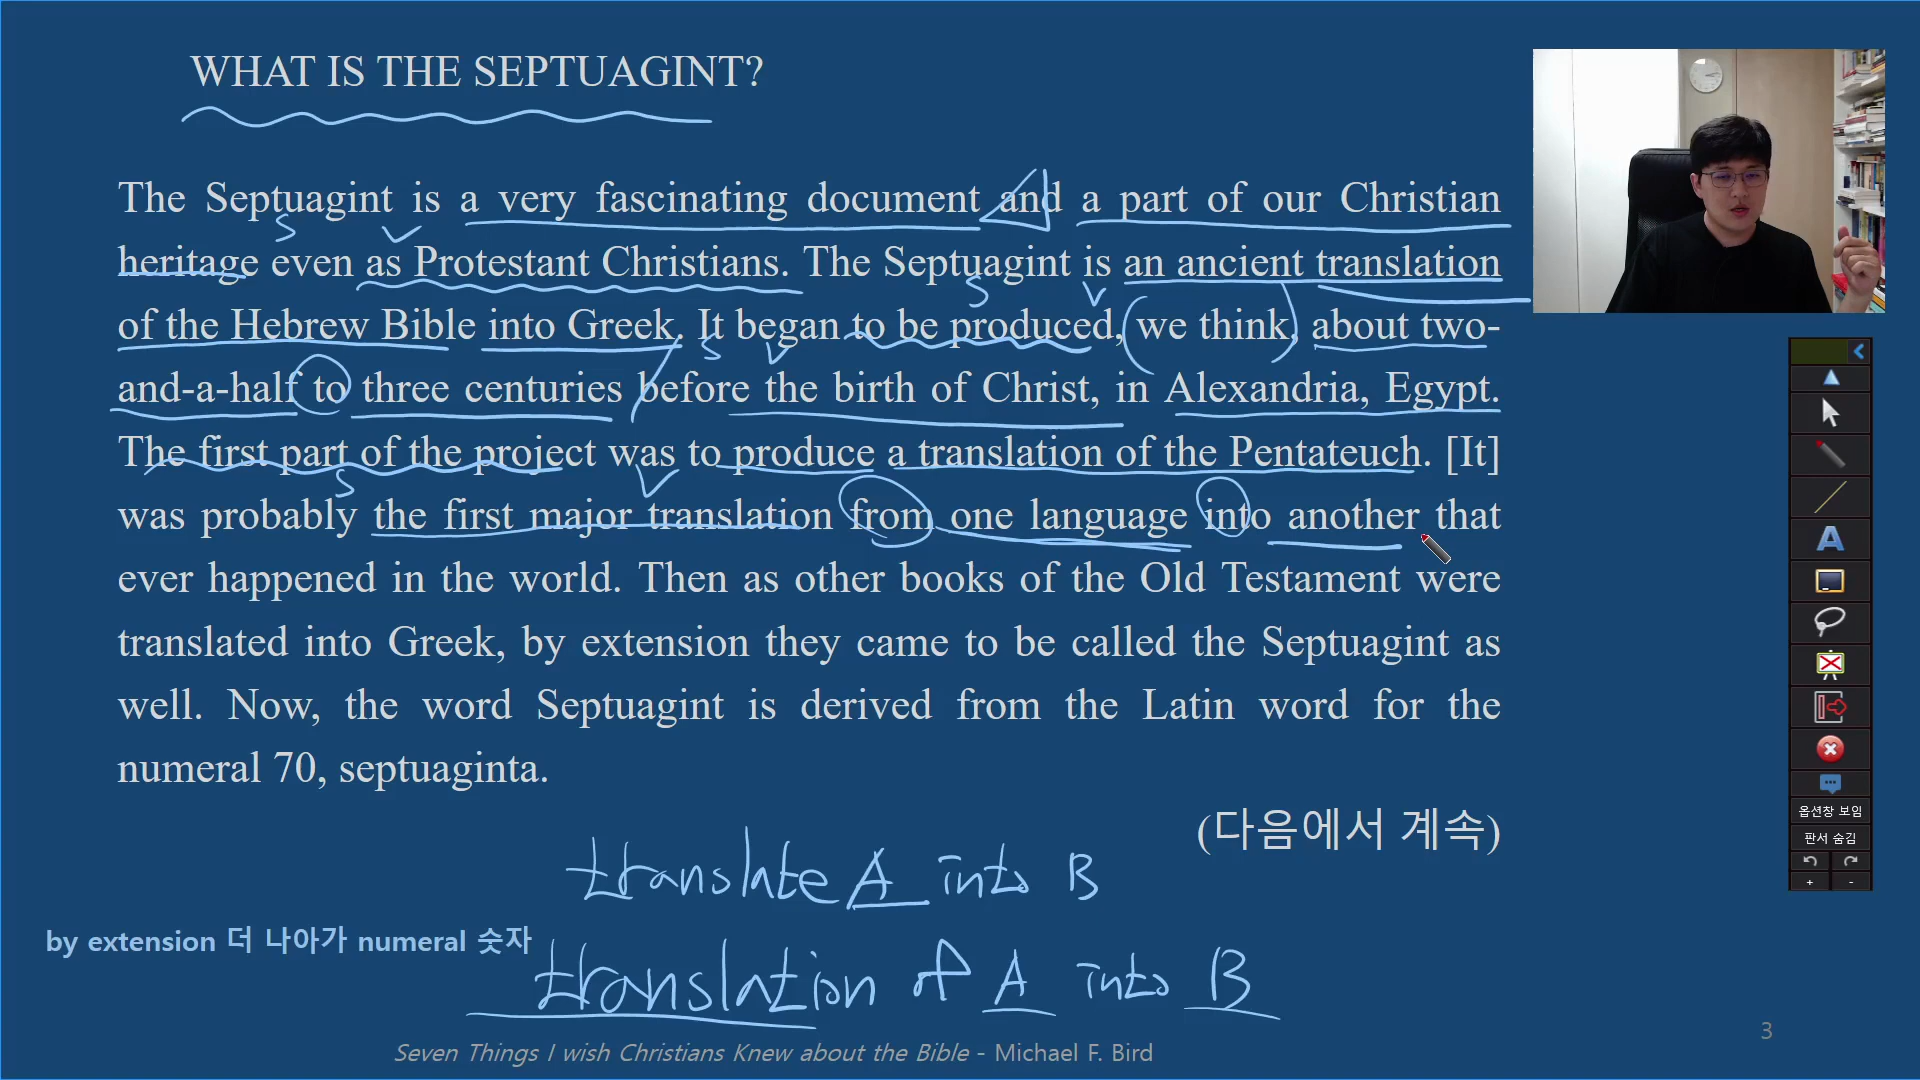 WHAT IS THE SEPTUAGINT?
The Septuagint is a very fascinating document and a part of our Christian
heritage even as Protestant Christians. The Septuagint is an ancient translation
of the Hebrew Bible into Greek. It began to be produced, we think, about two-
and-a-half to three centuries before the birth of Christ, in Alexandria, Egypt.
The first part of the project was to produce a translation of the Pentateuch. [It]
was probably the first major translation from one language into another that
ever happened in the world. Then as other books of the Old Testament were
translated into Greek, by extension they came to be called the Septuagint as
well. Now, the word Septuagint is derived from the Latin word for the
numeral 70, septuaginta.
(다음에서 계속)
translate A into B
by extension 더 나아가 numeral 숫자
translation of A into B
Seven Things I wish Christians Knew about the Bible - Michael F. Bird
3
옵션창 보임
판서 숨김
S
V
S
V
S
V
S
V